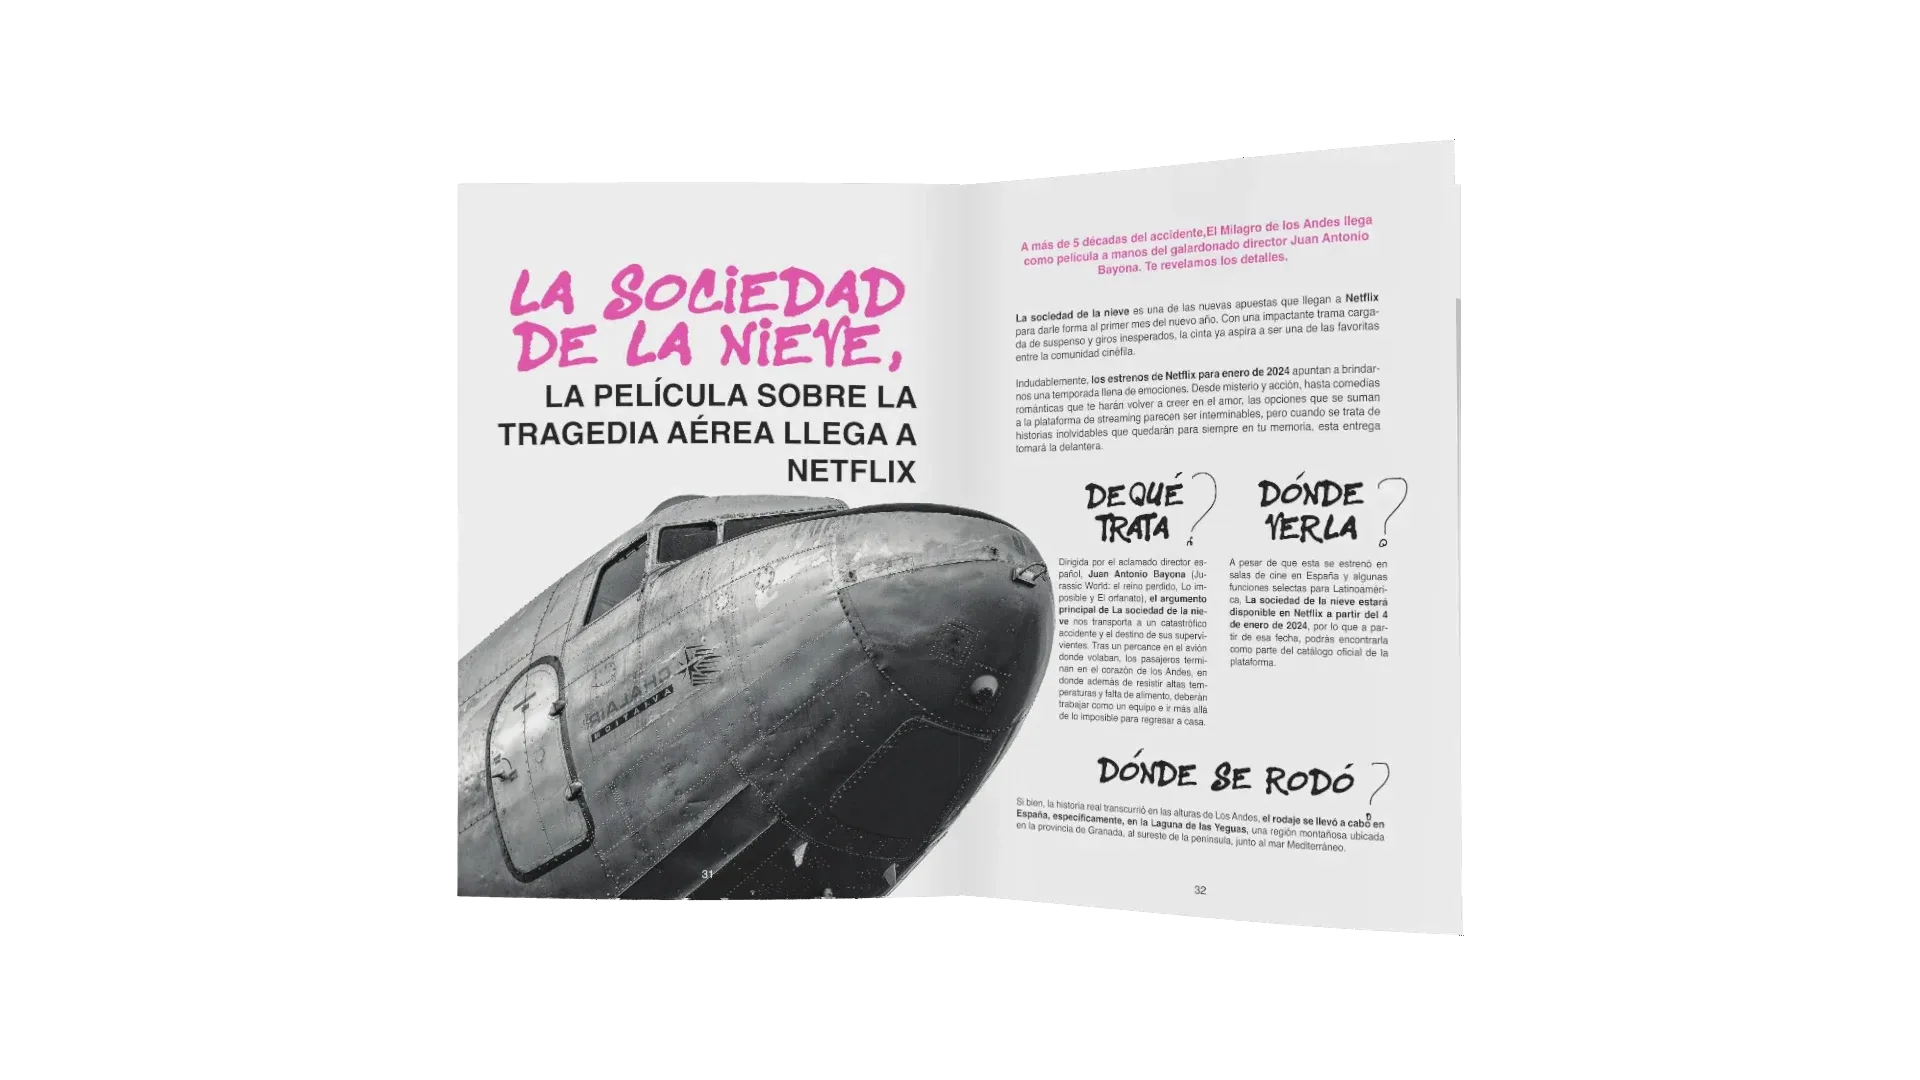 LA SOCIEDAD
DE LA NIEVE,
LA PELÍCULA SOBRE LA
TRAGEDIA AÉREA LLEGA A
NETFLIX
CHALAIR
AVIATION
31
A más de 5 décadas del accidente,El Milagro de los Andes llega
como película a manos del galardonado director Juan Antonio
Bayona. Te revelamos los detalles.
La sociedad de la nieve es una de las nuevas apuestas que llegan a Netflix
para darle forma al primer mes del nuevo año. Con una impactante trama carga-
da de suspenso y giros inesperados, la cinta ya aspira a ser una de las favoritas
entre la comunidad cinéfila.
Indudablemente, los estrenos de Netflix para enero de 2024 apuntan a brindar-
nos una temporada llena de emociones. Desde misterio y acción, hasta comedias
románticas que te harán volver a creer en el amor, las opciones que se suman
a la plataforma de streaming parecen ser interminables, pero cuando se trata de
historias inolvidables que quedarán para siempre en tu memoria, esta entrega
tomará la delantera.
DE QUÉ
TRATA?
Dirigida por el aclamado director es-
pañol, Juan Antonio Bayona (Ju-
rassic World: el reino perdido, Lo im-
posible y El orfanato), el argumento
principal de La sociedad de la nie-
ve nos transporta a un catastrófico
accidente y el destino de sus supervi-
vientes. Tras un percance en el avión
donde volaban, los pasajeros termi-
nan en el corazón de los Andes, en
donde además de resistir altas tem-
peraturas y falta de alimento, deberán
trabajar como un equipo e ir más allá
de lo imposible para regresar a casa.
DÓNDE
VERLA?
A pesar de que esta se estrenó en
salas de cine en España y algunas
funciones selectas para Latinoaméri-
ca, La sociedad de la nieve estará
disponible en Netflix a partir del 4
de enero de 2024, por lo que a par-
tir de esa fecha, podrás encontrarla
como parte del catálogo oficial de la
plataforma.
DÓNDE SE RODÓ?
Si bien, la historia real transcurrió en las alturas de Los Andes, el rodaje se llevó a cabo en
España, específicamente, en la Laguna de las Yeguas, una región montañosa ubicada
en la provincia de Granada, al sureste de la península, junto al mar Mediterráneo.
32